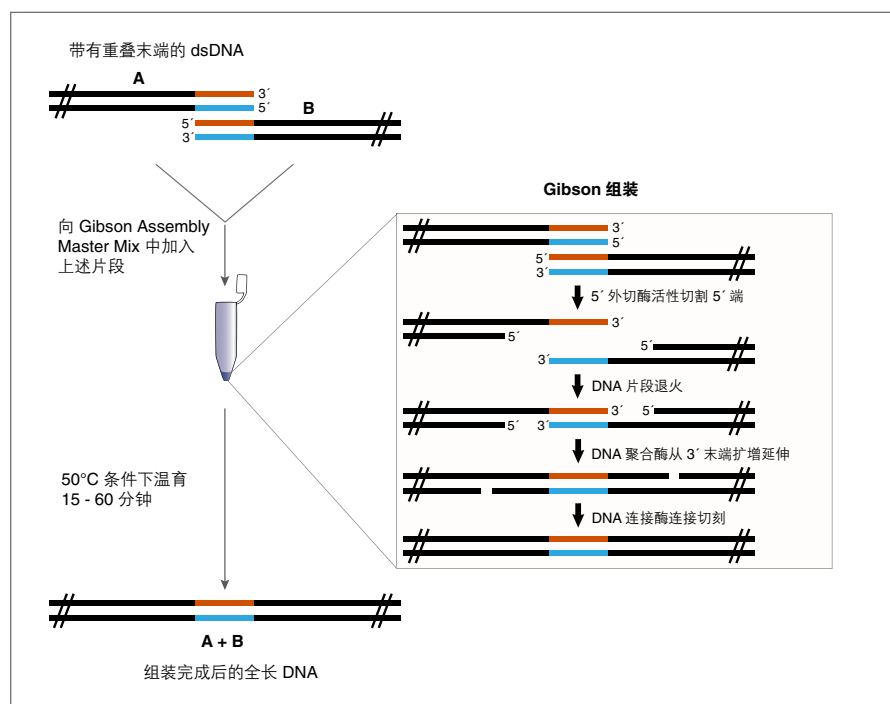 带有重叠末端的 dsDNA
A
3´
5´
B
5´
3´
向 Gibson Assembly
Master Mix 中加入
上述片段
50°C 条件下温育
15 - 60 分钟
A + B
组装完成后的全长 DNA
Gibson 组装
3´
5´
5´
3´
5´ 外切酶活性切割 5´ 端
3´
5´
5´
3´
DNA 片段退火
3´ 5´
5´ 3´
DNA 聚合酶从 3´ 末端扩增延伸
DNA 连接酶连接切刻